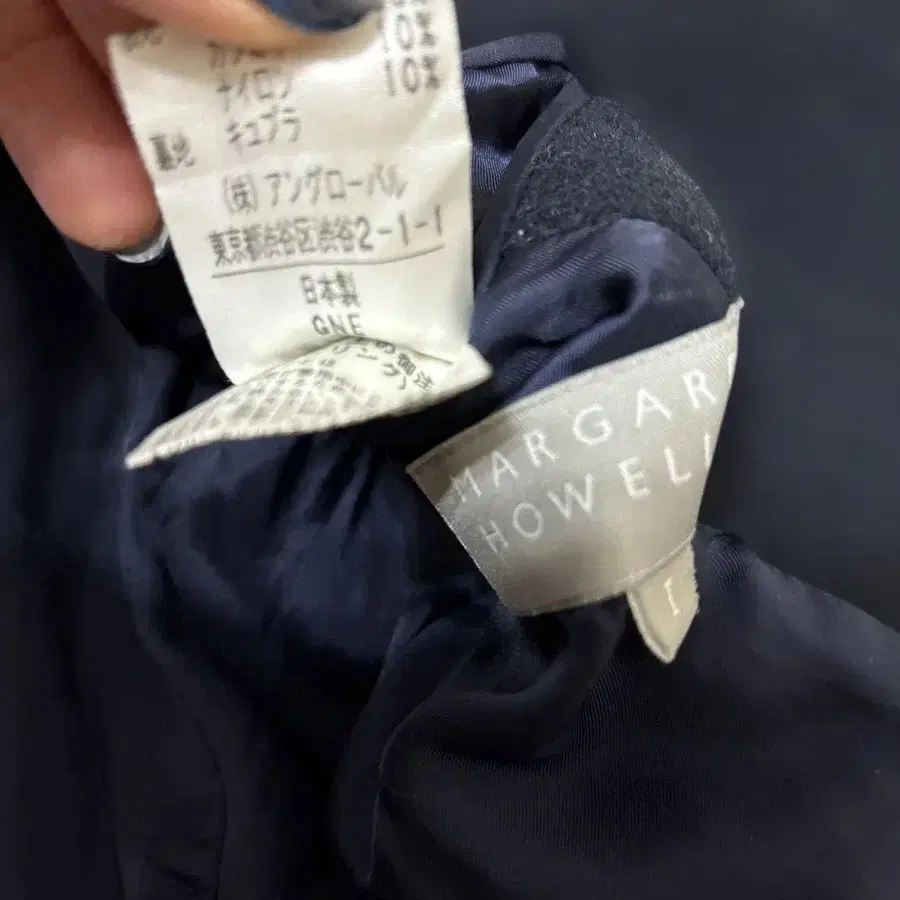 10%
ナイロン 10%
裏地 キュプラ
(株)アングローバル
東京都渋谷区渋谷2-1-1
日本製
GNE
MARGAR
HOWELL
I